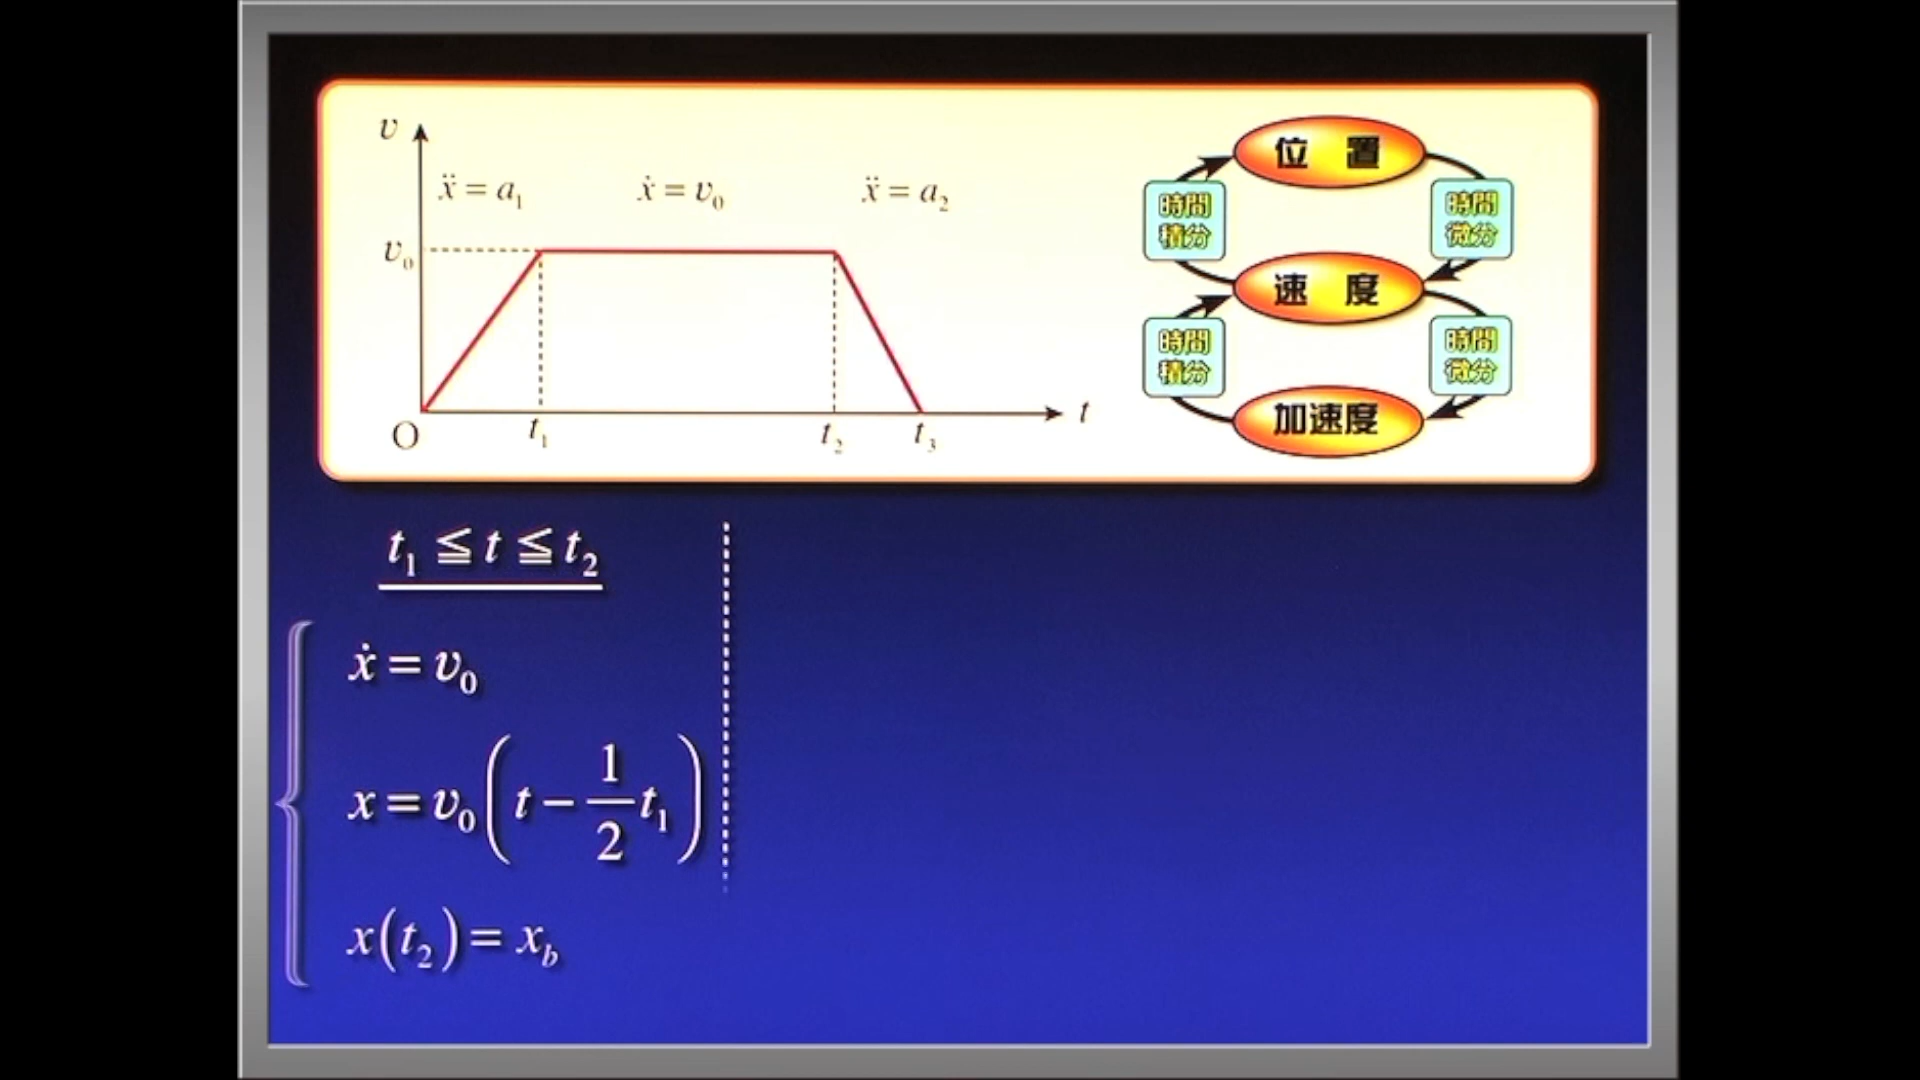 v
ẍ = a₁
ẋ = v₀
ẍ = a₂
v₀
O
t₁
t₂
t₃
t
位置
時間
積分
時間
微分
速度
時間
積分
時間
微分
加速度
t₁ ≦ t ≦ t₂
ẋ = v₀
x = v₀(t − 1/2 t₁)
x(t₂) = x_b